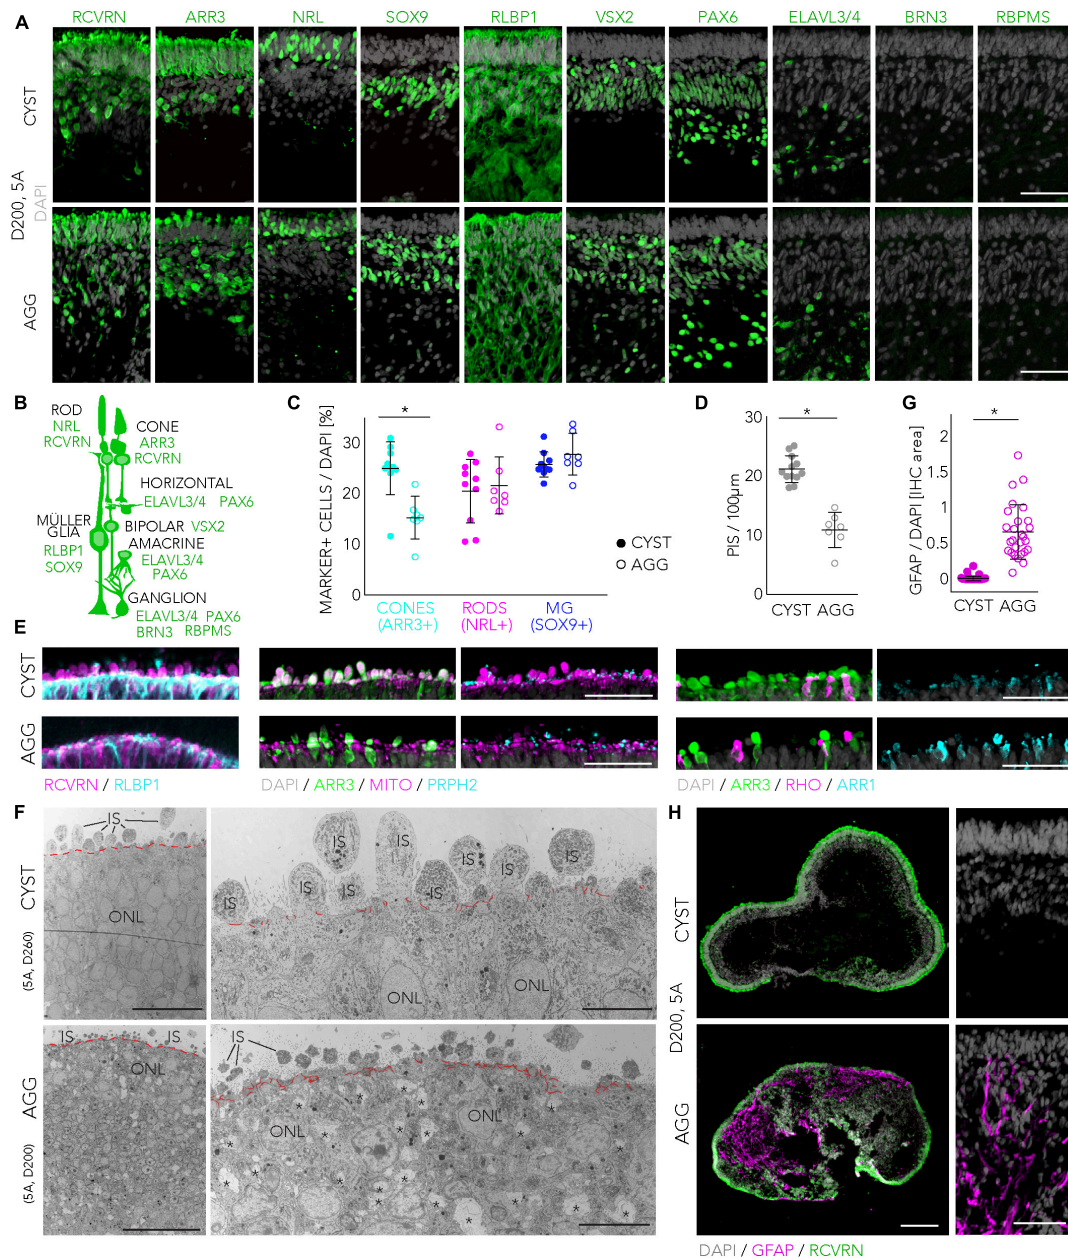 A
RCVRN ARR3 NRL SOX9 RLBP1 VSX2 PAX6 ELAVL3/4 BRN3 RBPMS
D200, 5A
DAPI
CYST
AGG
B
ROD
NRL
RCVRN
CONE
ARR3
RCVRN
HORIZONTAL
ELAVL3/4 PAX6
MÜLLER
GLIA
RLBP1
SOX9
BIPOLAR VSX2
AMACRINE
ELAVL3/4
PAX6
GANGLION
ELAVL3/4 PAX6
BRN3 RBPMS
C
MARKER+ CELLS / DAPI [%]
30
20
10
0
*
CYST
AGG
CONES
(ARR3+)
RODS
(NRL+)
MG
(SOX9+)
D
PIS / 100µm
30
20
10
0
*
CYST AGG
G
GFAP / DAPI [IHC area]
2
1.5
1
0.5
0
*
CYST AGG
E
CYST
AGG
RCVRN / RLBP1
DAPI / ARR3 / MITO / PRPH2
DAPI / ARR3 / RHO / ARR1
F
CYST
(5A, D260)
IS
ONL
IS IS IS IS IS IS IS IS
ONL ONL
AGG
(5A, D200)
IS IS
ONL
IS
ONL ONL
* * * * * * * * * * * * * * * * * * *
H
D200, 5A
CYST
AGG
DAPI / GFAP / RCVRN